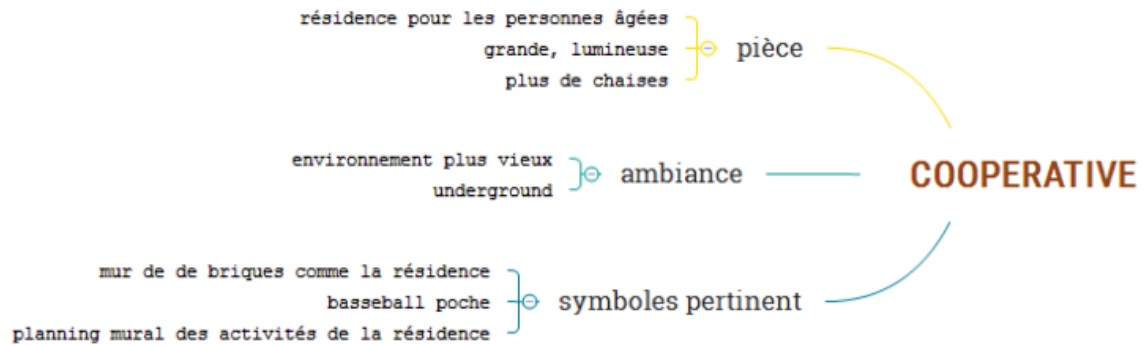 résidence pour les personnes âgées
grande, lumineuse
plus de chaises
pièce
environnement plus vieux
underground
ambiance
COOPERATIVE
mur de de briques comme la résidence
basseball poche
planning mural des activités de la résidence
symboles pertinent